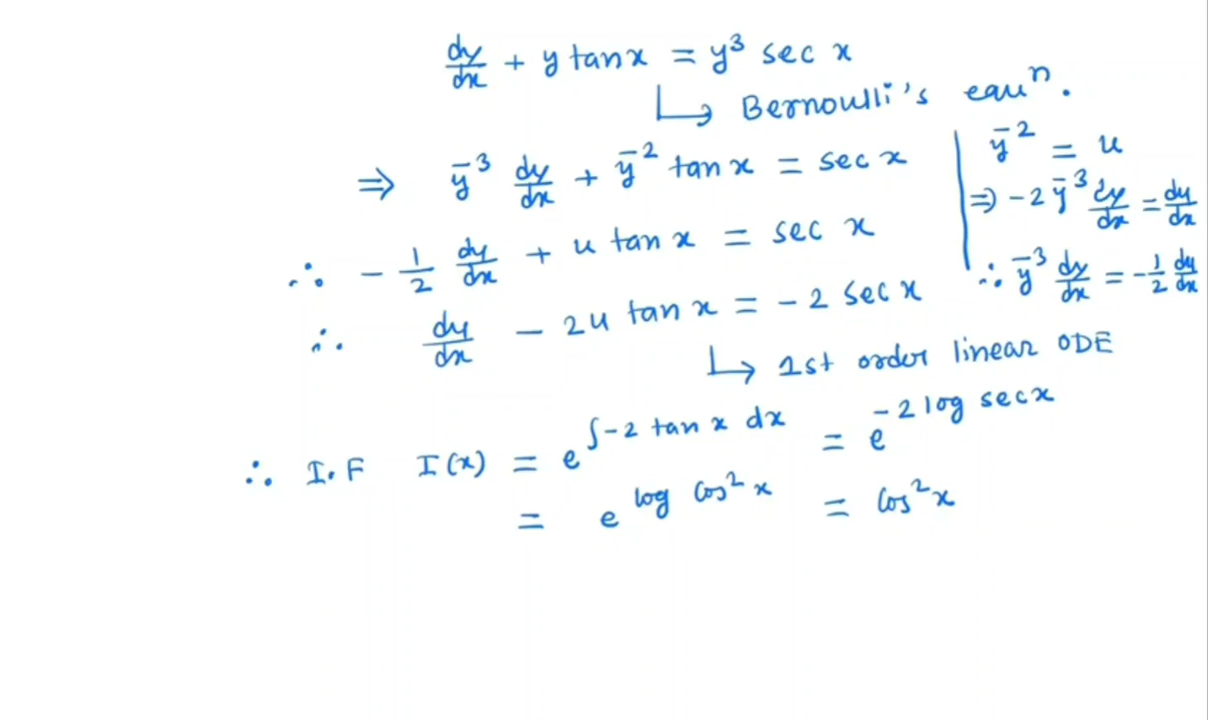 dy/dx + y tan x = y³ sec x
↳ Bernoulli's eauⁿ.
⇒ y⁻³ dy/dx + y⁻² tan x = sec x
y⁻² = u
⇒ -2 y⁻³ dy/dx = du/dx
∴ y⁻³ dy/dx = -1/2 du/dx
∴ - 1/2 du/dx + u tan x = sec x
∴ du/dx - 2u tan x = - 2 sec x
↳ 1st order linear ODE
∴ I.F I(x) = e^∫-2 tan x dx = e^-2 log sec x
= e^log cos² x = cos² x